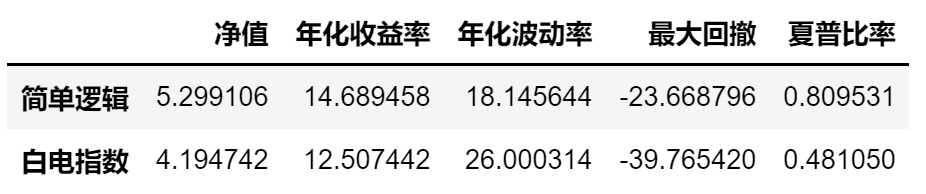 净值 年化收益率 年化波动率 最大回撤 夏普比率
简单逻辑 5.299106 14.689458 18.145644 -23.668796 0.809531
白电指数 4.194742 12.507442 26.000314 -39.765420 0.481050